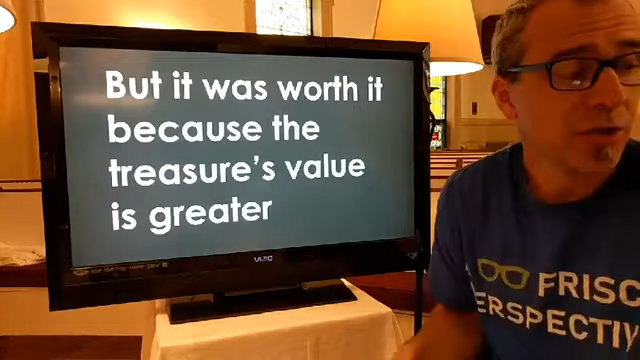 But it was worth it
because the
treasure's value
is greater
VIZIO
FRISC
ERSPECTIV